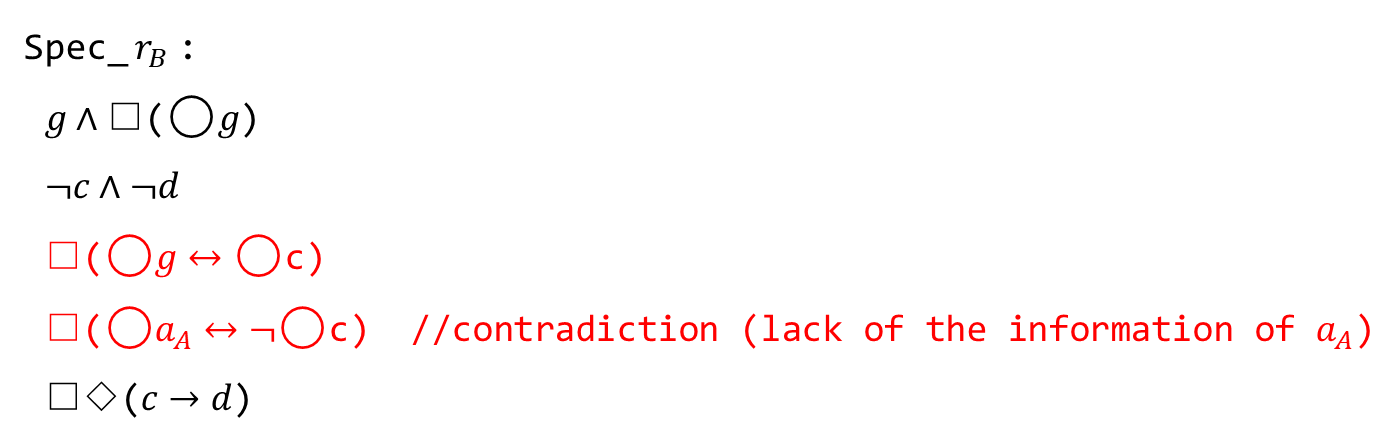 Spec_r_B :
g ∧ □(◯g)
¬c ∧ ¬d
□(◯g ↔ ◯c)
□(◯a_A ↔ ¬◯c) //contradiction (lack of the information of a_A)
□◇(c → d)